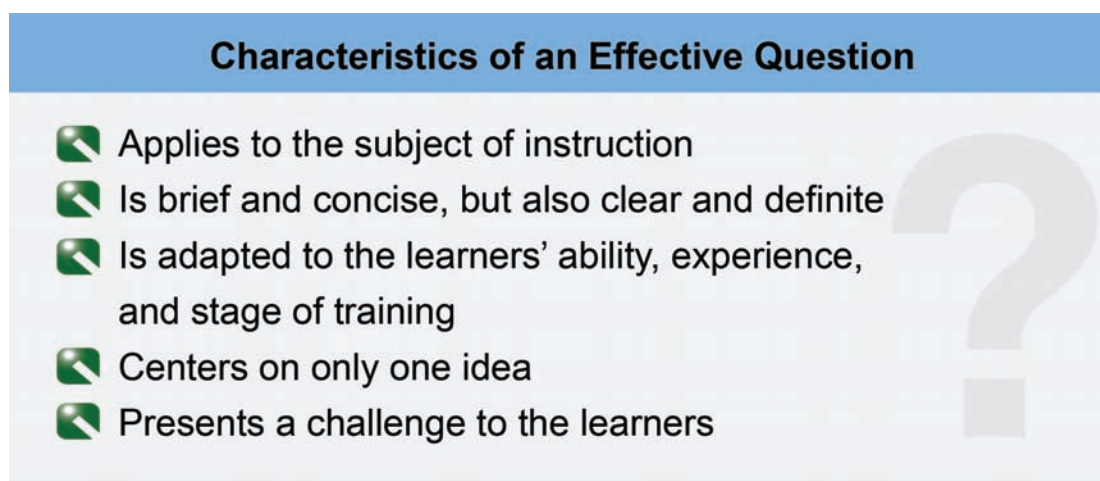 Characteristics of an Effective Question
Applies to the subject of instruction
Is brief and concise, but also clear and definite
Is adapted to the learners’ ability, experience,
and stage of training
Centers on only one idea
Presents a challenge to the learners
?